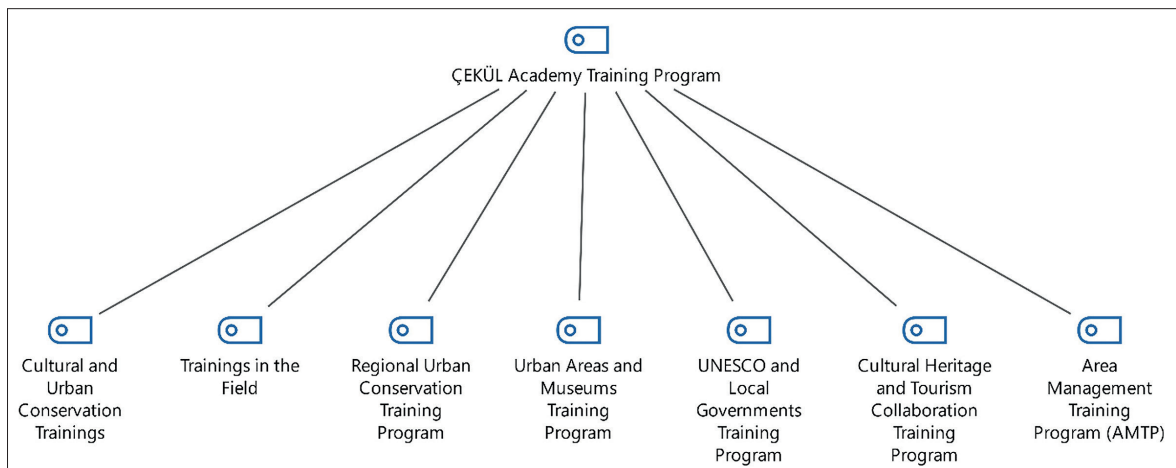 ÇEKÜL Academy Training Program
Cultural and
Urban
Conservation
Trainings
Trainings in the
Field
Regional Urban
Conservation
Training
Program
Urban Areas and
Museums
Training
Program
UNESCO and
Local
Governments
Training
Program
Cultural Heritage
and Tourism
Collaboration
Training
Program
Area
Management
Training
Program (AMTP)